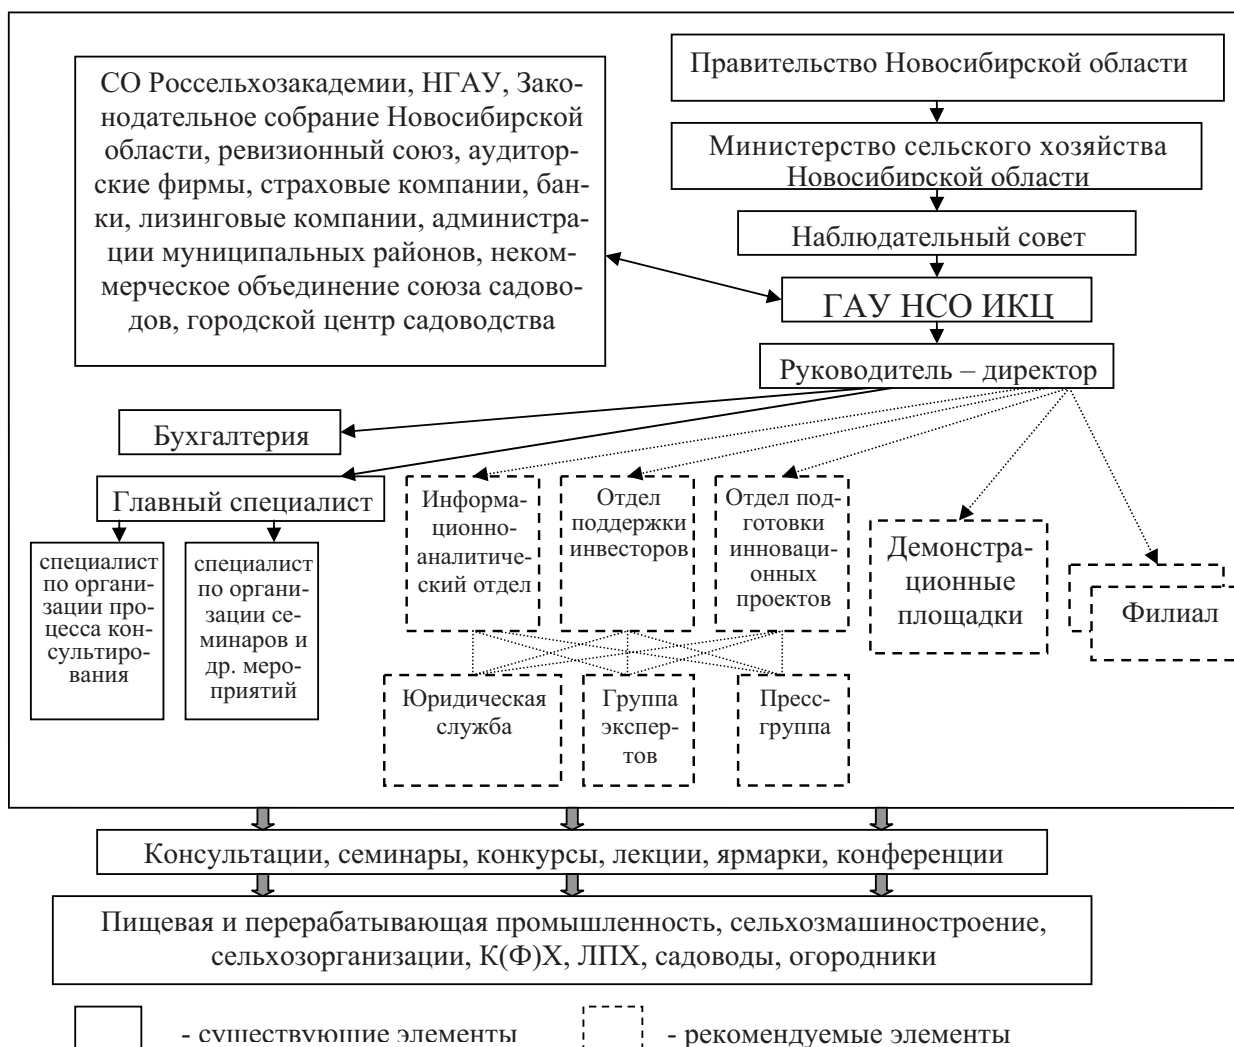 СО Россельхозакадемии, НГАУ, Зако-
нодательное собрание Новосибирской
области, ревизионный союз, аудитор-
ские фирмы, страховые компании, бан-
ки, лизинговые компании, администра-
ции муниципальных районов, неком-
мерческое объединение союза садово-
дов, городской центр садоводства
Правительство Новосибирской области
Министерство сельского хозяйства
Новосибирской области
Наблюдательный совет
ГАУ НСО ИКЦ
Руководитель – директор
Бухгалтерия
Главный специалист
специалист
по органи-
зации про-
цесса кон-
сультиро-
вания
специалист
по органи-
зации се-
минаров и
др. меро-
приятий
Информа-
ционно-
аналитиче-
ский отдел
Отдел
поддержки
инвесторов
Отдел под-
готовки
инноваци-
онных
проектов
Демонстра-
ционные
площадки
Филиал
Юридическая
служба
Группа
экспер-
тов
Пресс-
группа
Консультации, семинары, конкурсы, лекции, ярмарки, конференции
Пищевая и перерабатывающая промышленность, сельхозмашиностроение,
сельхозорганизации, К(Ф)Х, ЛПХ, садоводы, огородники
- существующие элементы
- рекомендуемые элементы